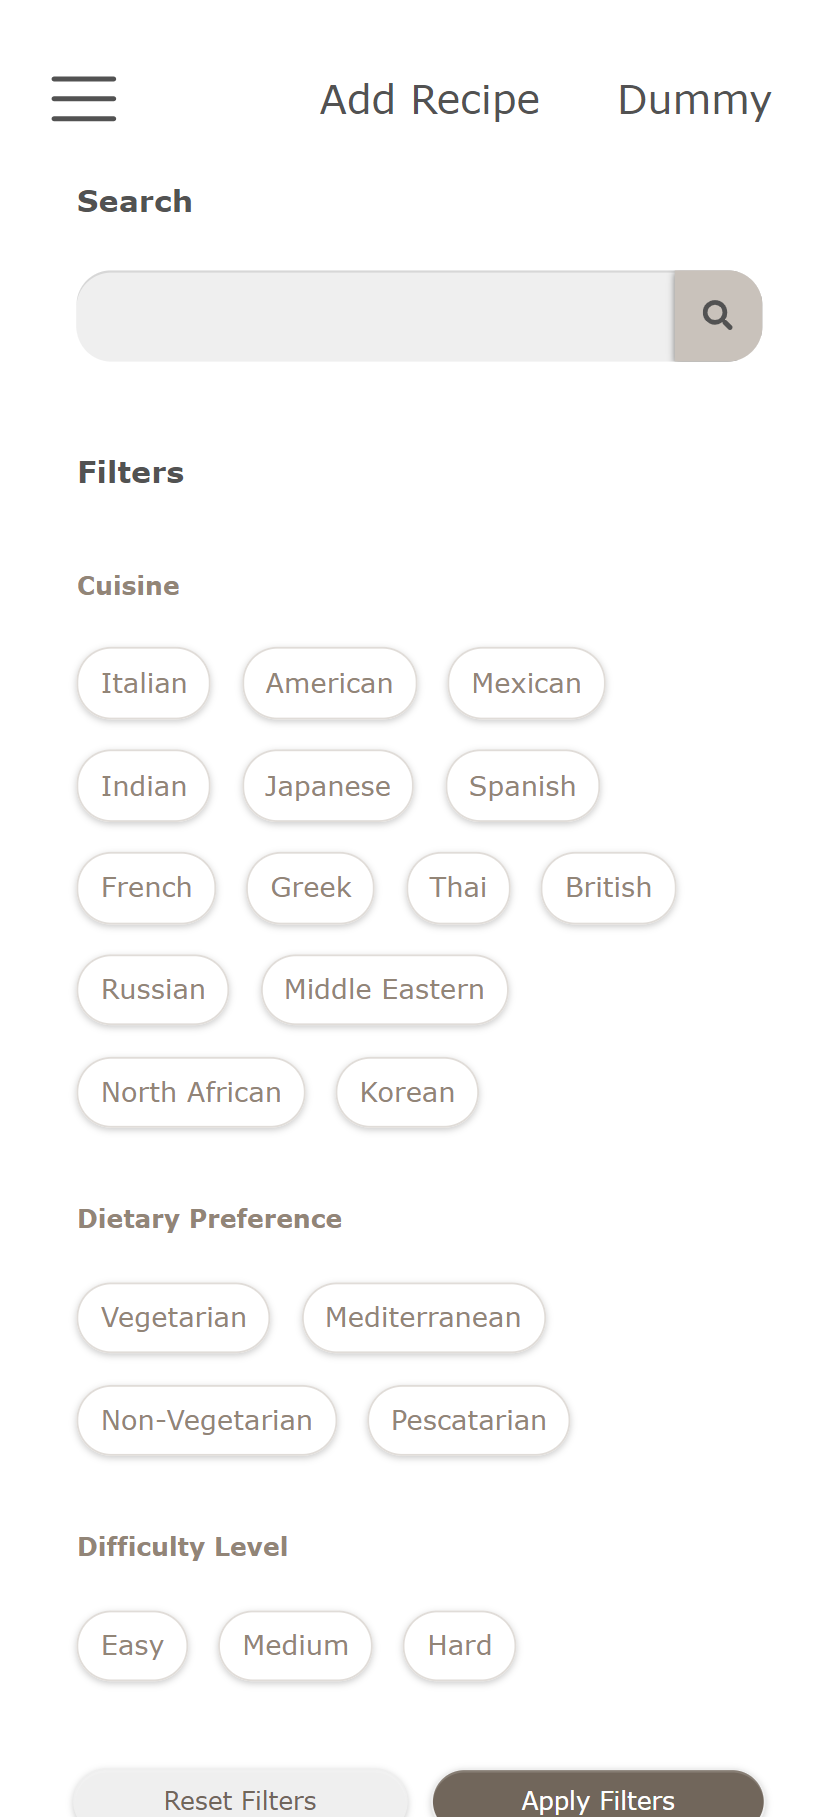 Add Recipe Dummy
Search
Filters
Cuisine
Italian American Mexican
Indian Japanese Spanish
French Greek Thai British
Russian Middle Eastern
North African Korean
Dietary Preference
Vegetarian Mediterranean
Non-Vegetarian Pescatarian
Difficulty Level
Easy Medium Hard
Reset Filters Apply Filters